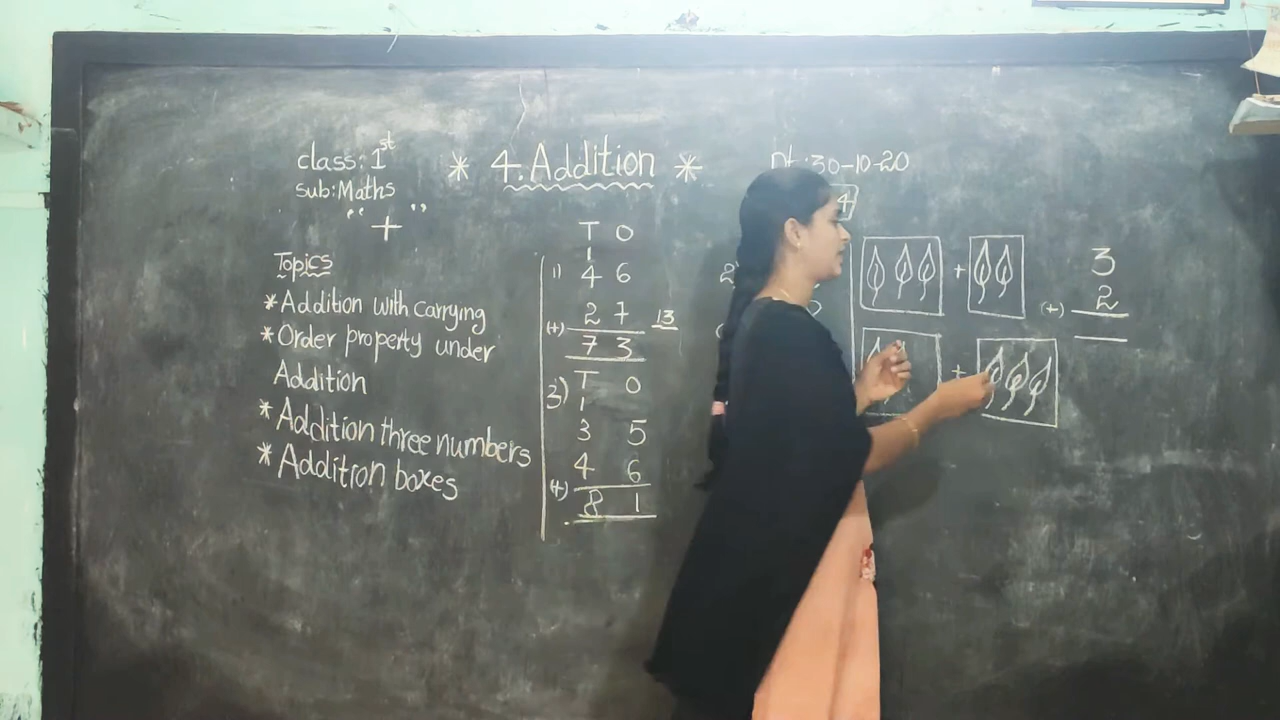 class: 1st
sub: Maths
" + "
Topics
* Addition with carrying
* Order property under
Addition
* Addition three numbers
* Addition boxes
* 4. Addition *
T O
1
1) 4 6
(+) 2 7 13
7 3
3) T O
1
3 5
4 6
(+)
8 1
Dt: 30-10-20
4
+
3
(+) 2
+